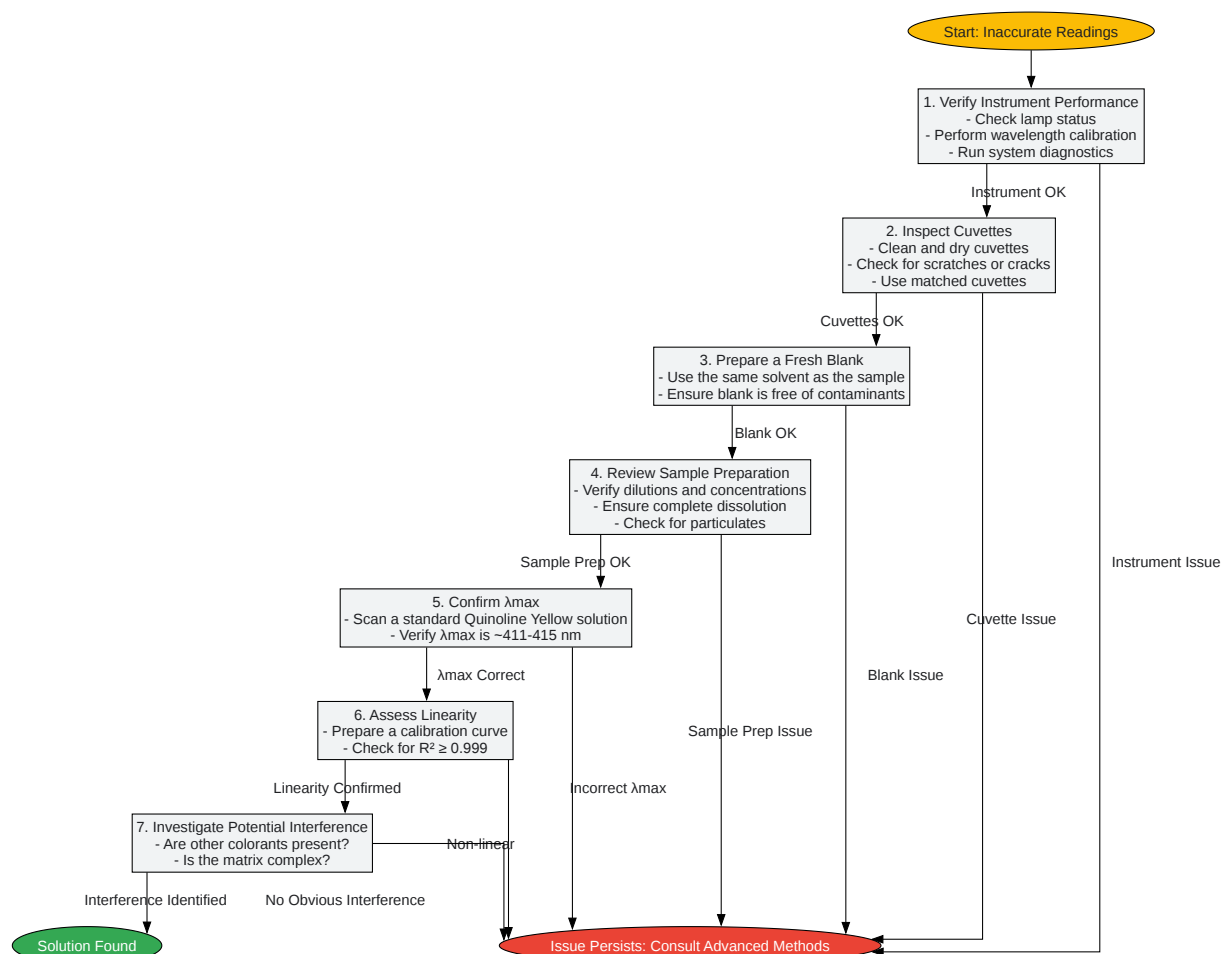 Start: Inaccurate Readings
1. Verify Instrument Performance
- Check lamp status
- Perform wavelength calibration
- Run system diagnostics
Instrument OK
2. Inspect Cuvettes
- Clean and dry cuvettes
- Check for scratches or cracks
- Use matched cuvettes
Cuvettes OK
3. Prepare a Fresh Blank
- Use the same solvent as the sample
- Ensure blank is free of contaminants
Blank OK
4. Review Sample Preparation
- Verify dilutions and concentrations
- Ensure complete dissolution
- Check for particulates
Sample Prep OK
Instrument Issue
5. Confirm λmax
- Scan a standard Quinoline Yellow solution
- Verify λmax is ~411-415 nm
Cuvette Issue
λmax Correct
Blank Issue
6. Assess Linearity
- Prepare a calibration curve
- Check for R² ≥ 0.999
Sample Prep Issue
Linearity Confirmed
Incorrect λmax
7. Investigate Potential Interference
- Are other colorants present?
- Is the matrix complex?
Non-linear
Interference Identified
No Obvious Interference
Solution Found
Issue Persists: Consult Advanced Methods